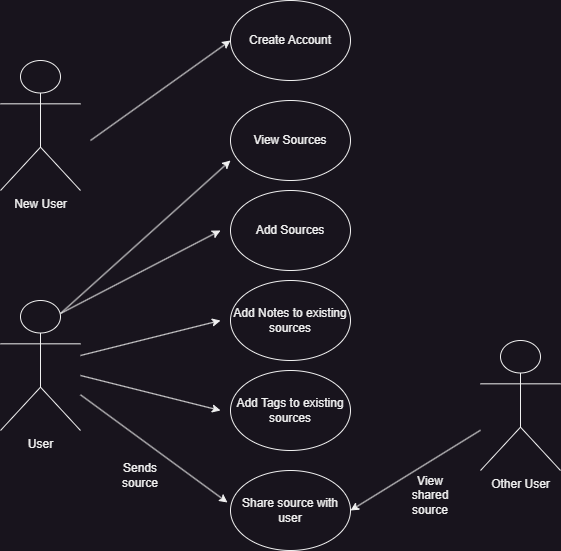 Create Account
View Sources
New User
Add Sources
Add Notes to existing
sources
Add Tags to existing
sources
User
Sends
source
View
shared
source
Other User
Share source with
user